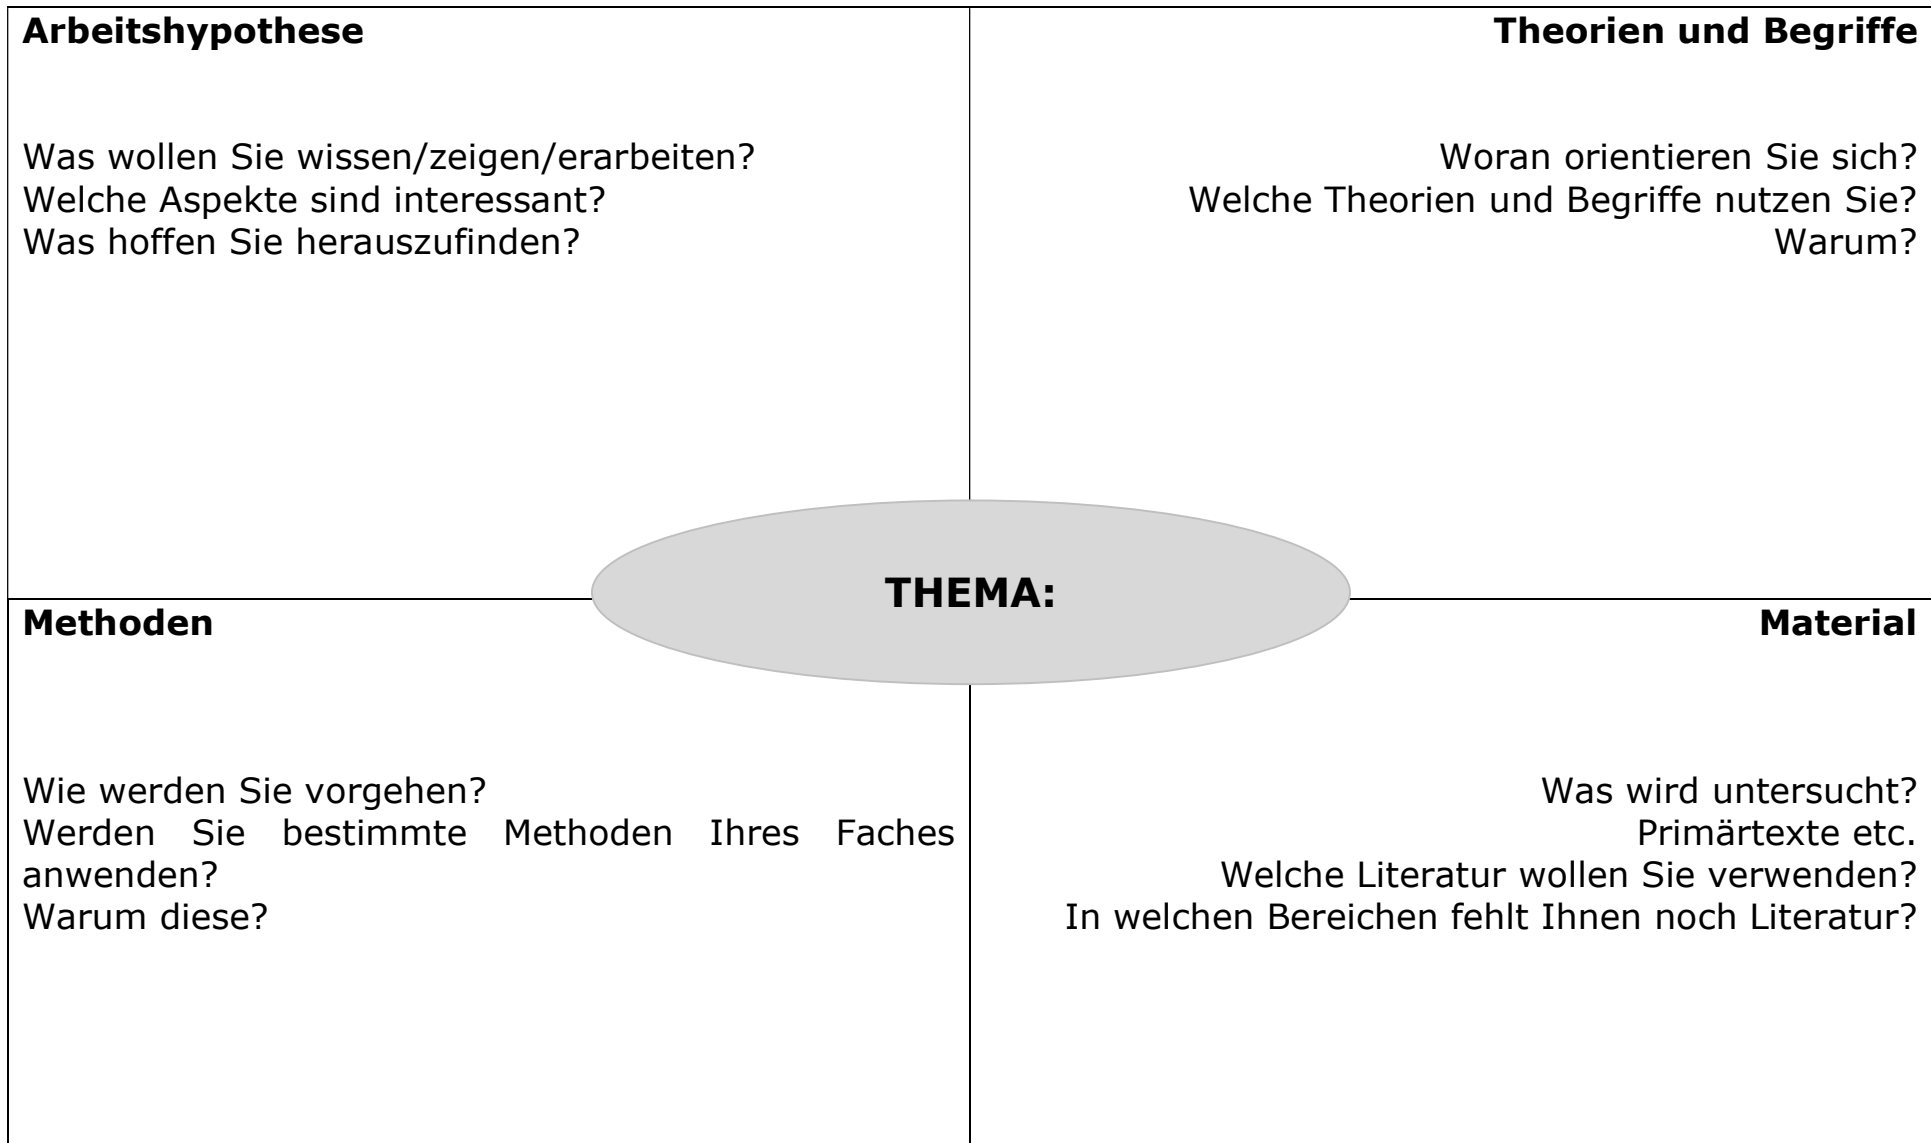 Arbeitshypothese
Was wollen Sie wissen/zeigen/erarbeiten?
Welche Aspekte sind interessant?
Was hoffen Sie herauszufinden?
Theorien und Begriffe
Woran orientieren Sie sich?
Welche Theorien und Begriffe nutzen Sie?
Warum?
THEMA:
Methoden
Wie werden Sie vorgehen?
Werden Sie bestimmte Methoden Ihres Faches
anwenden?
Warum diese?
Material
Was wird untersucht?
Primärtexte etc.
Welche Literatur wollen Sie verwenden?
In welchen Bereichen fehlt Ihnen noch Literatur?